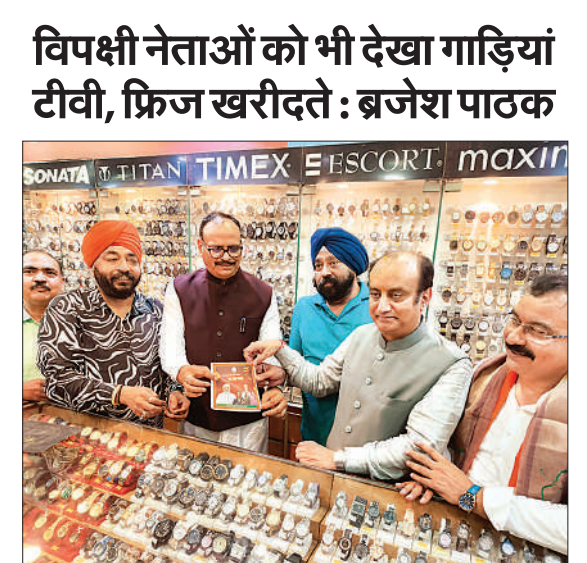 विपक्षी नेताओं को भी देखा गाड़ियां
टीवी, फ्रिज खरीदते : ब्रजेश पाठक
SONATA TITAN TIMEX ESCORT maxim